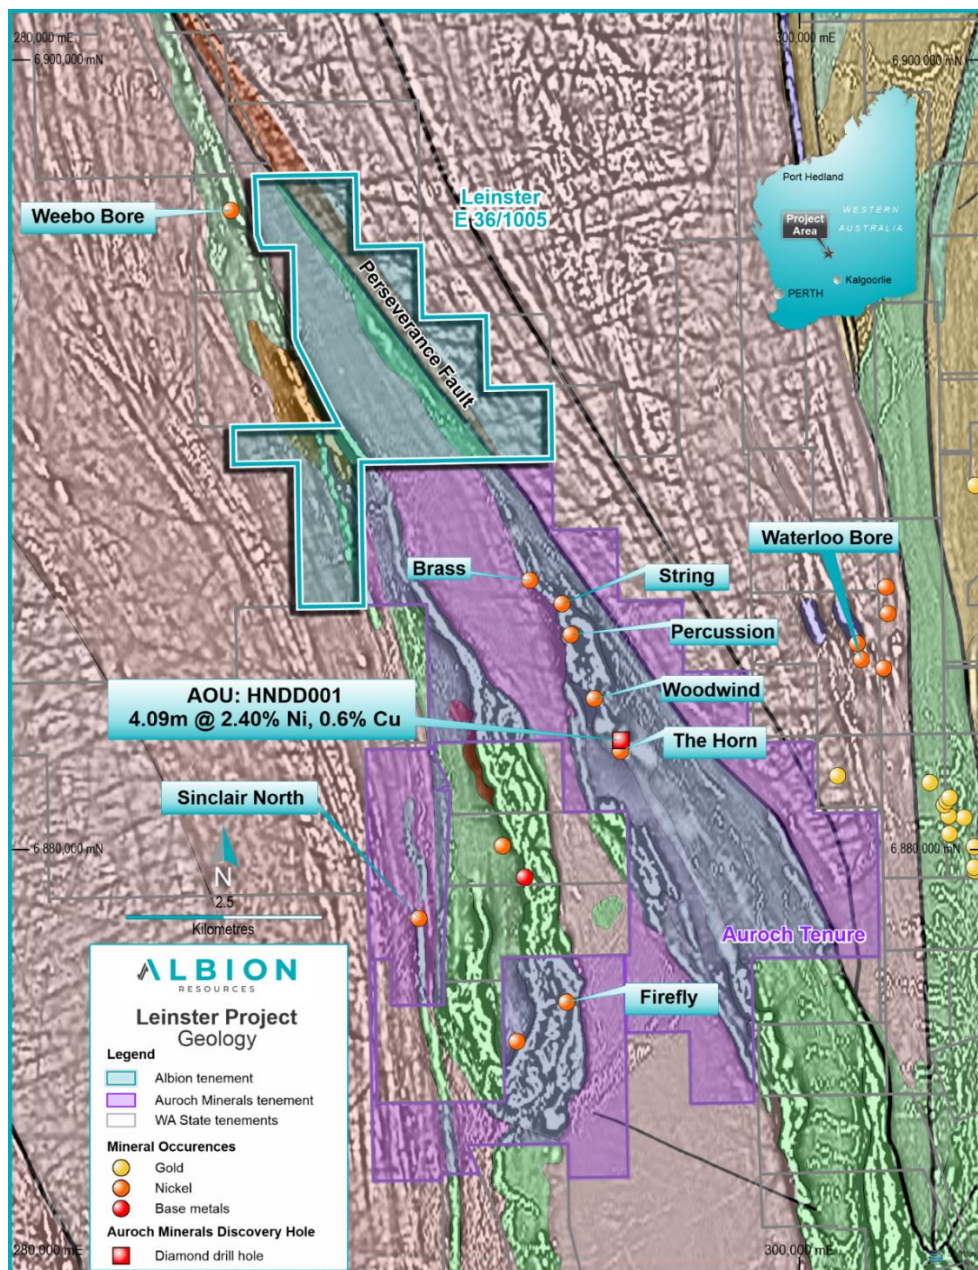 280,000 mE
300,000 mE
6,900,000 mN
6,900,000 mN
Port Hedland
WESTERN
AUSTRALIA
Project
Area
Kalgoorlie
PERTH
Weebo Bore
Leinster
E 36/1005
Perseverance Fault
Waterloo Bore
Brass
String
Percussion
Woodwind
AOU: HNDD001
4.09m @ 2.40% Ni, 0.6% Cu
The Horn
Sinclair North
6,880,000 mN
6,880,000 mN
N
2.5
Kilometres
Auroch Tenure
Firefly
ALBION
RESOURCES
Leinster Project
Geology
Legend
Albion tenement
Auroch Minerals tenement
WA State tenements
Mineral Occurences
Gold
Nickel
Base metals
Auroch Minerals Discovery Hole
Diamond drill hole
280,000 mE
300,000 mE